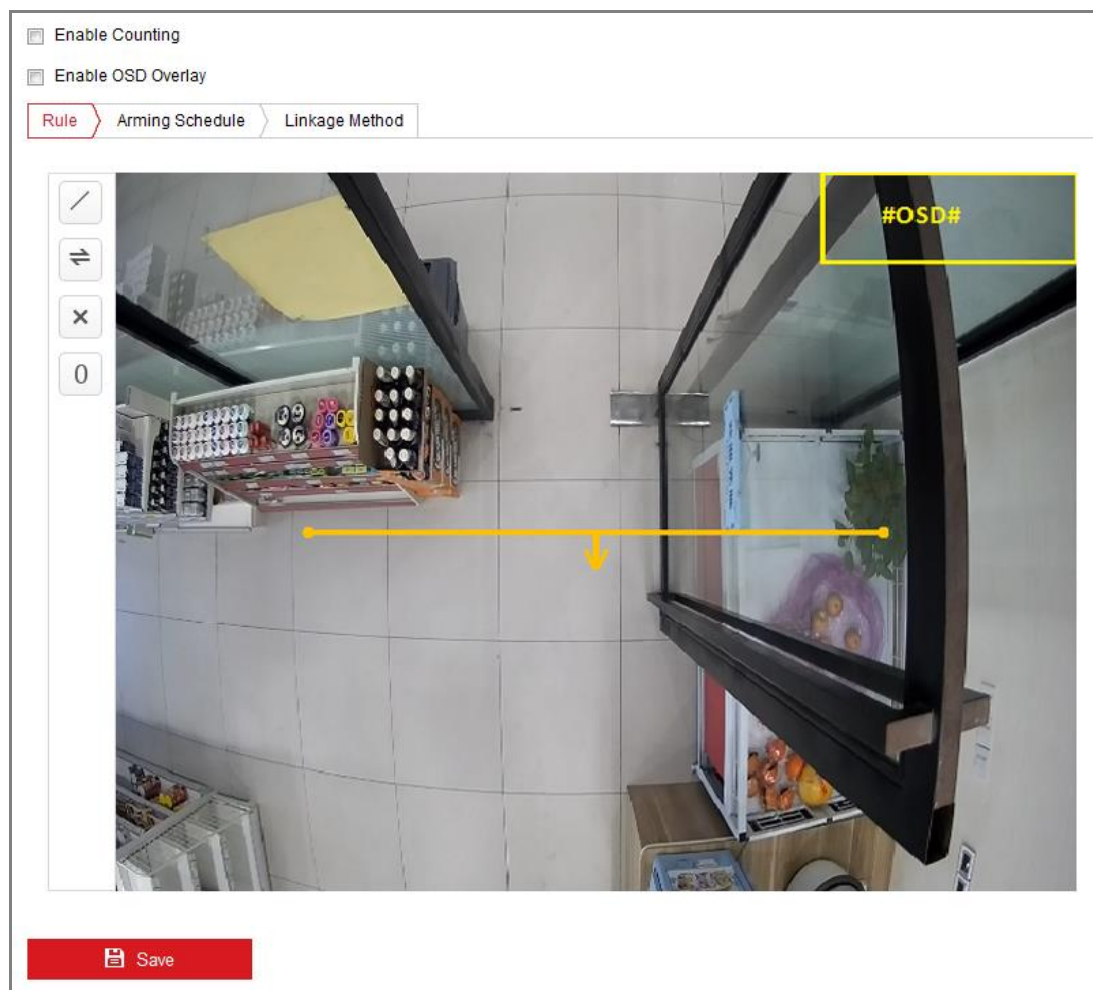 Enable Counting
Enable OSD Overlay
Rule Arming Schedule Linkage Method
#OSD#
0
Save